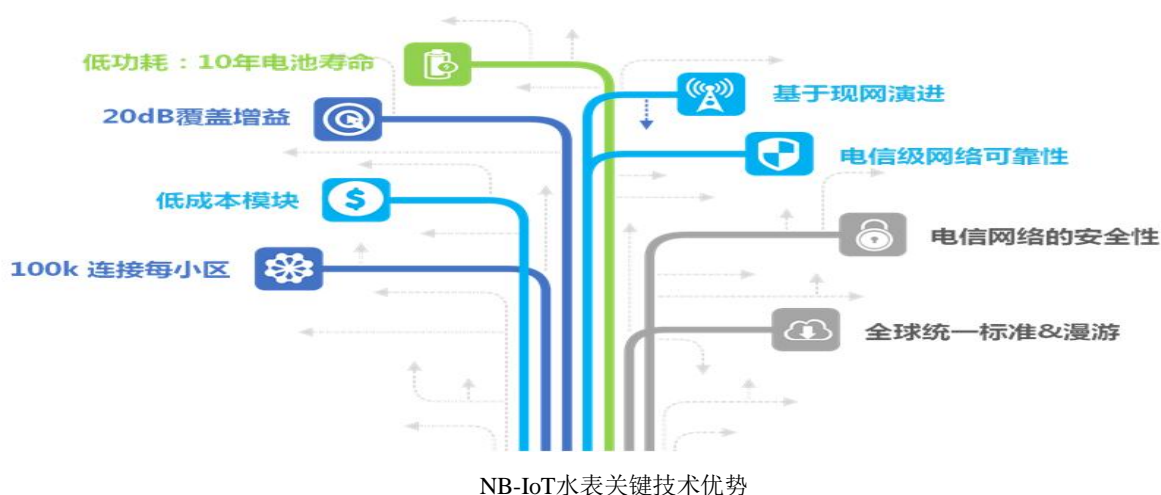 低功耗：10年电池寿命
基于现网演进
20dB覆盖增益
电信级网络可靠性
低成本模块
电信网络的安全性
100k 连接每小区
全球统一标准&漫游
NB-IoT水表关键技术优势